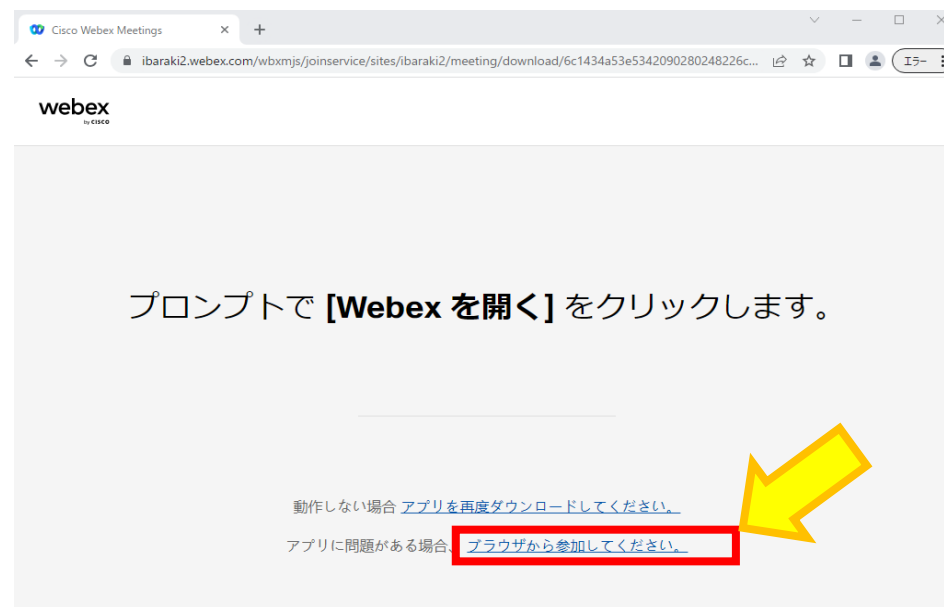 Cisco Webex Meetings
ibaraki2.webex.com/wbxmjs/joinservice/sites/ibaraki2/meeting/download/6c1434a53e5342090280248226c...
エラー
webex
by CISCO
プロンプトで [Webex を開く] をクリックします。
動作しない場合 アプリを再度ダウンロードしてください。
アプリに問題がある場合、 ブラウザから参加してください。